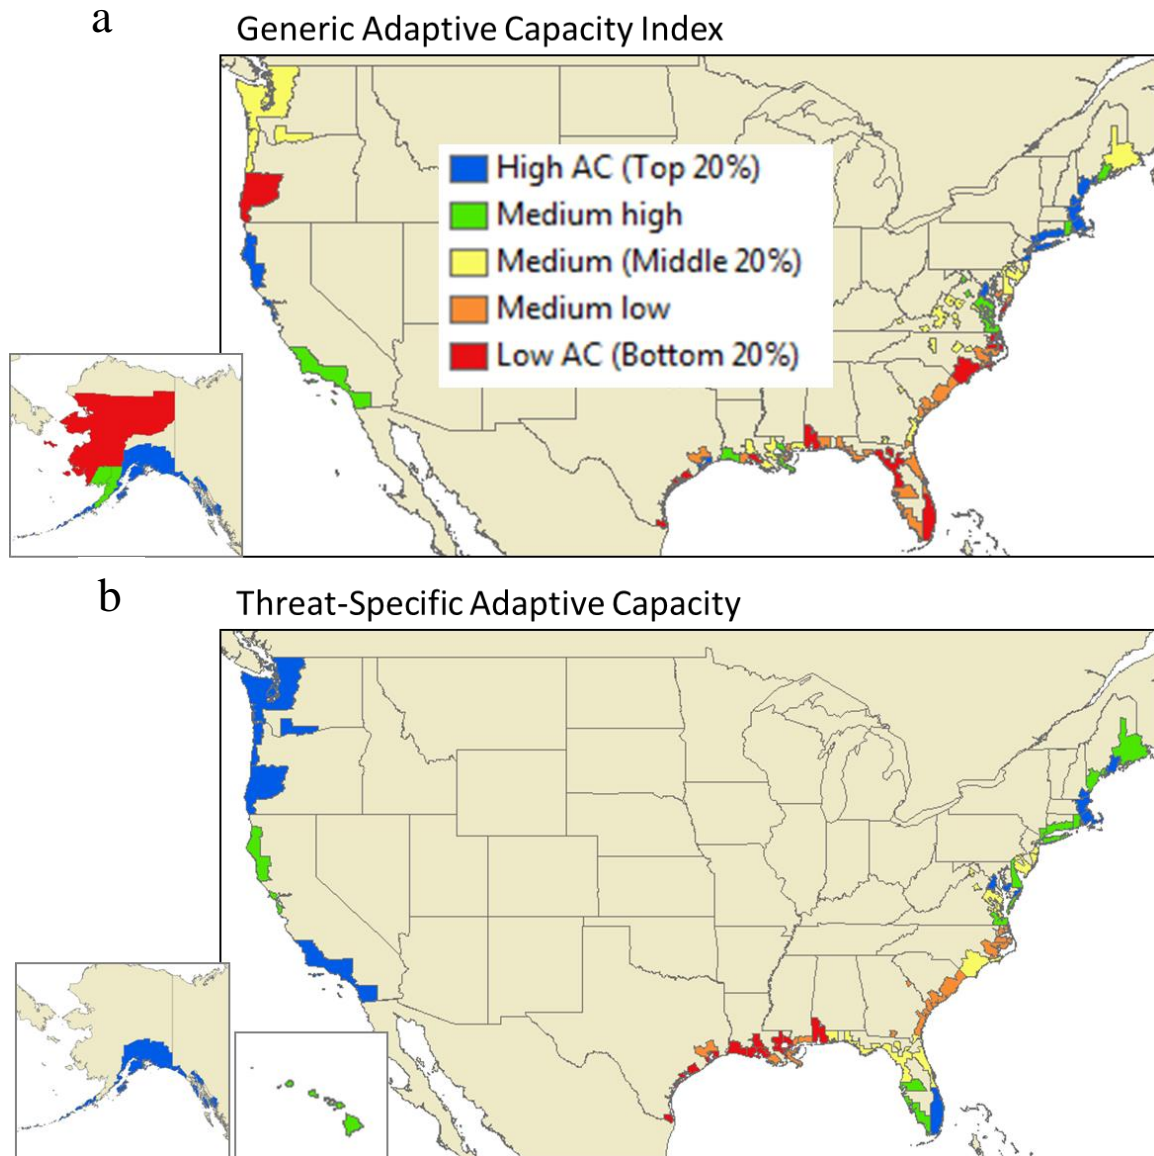 a
Generic Adaptive Capacity Index
High AC (Top 20%)
Medium high
Medium (Middle 20%)
Medium low
Low AC (Bottom 20%)
b
Threat-Specific Adaptive Capacity